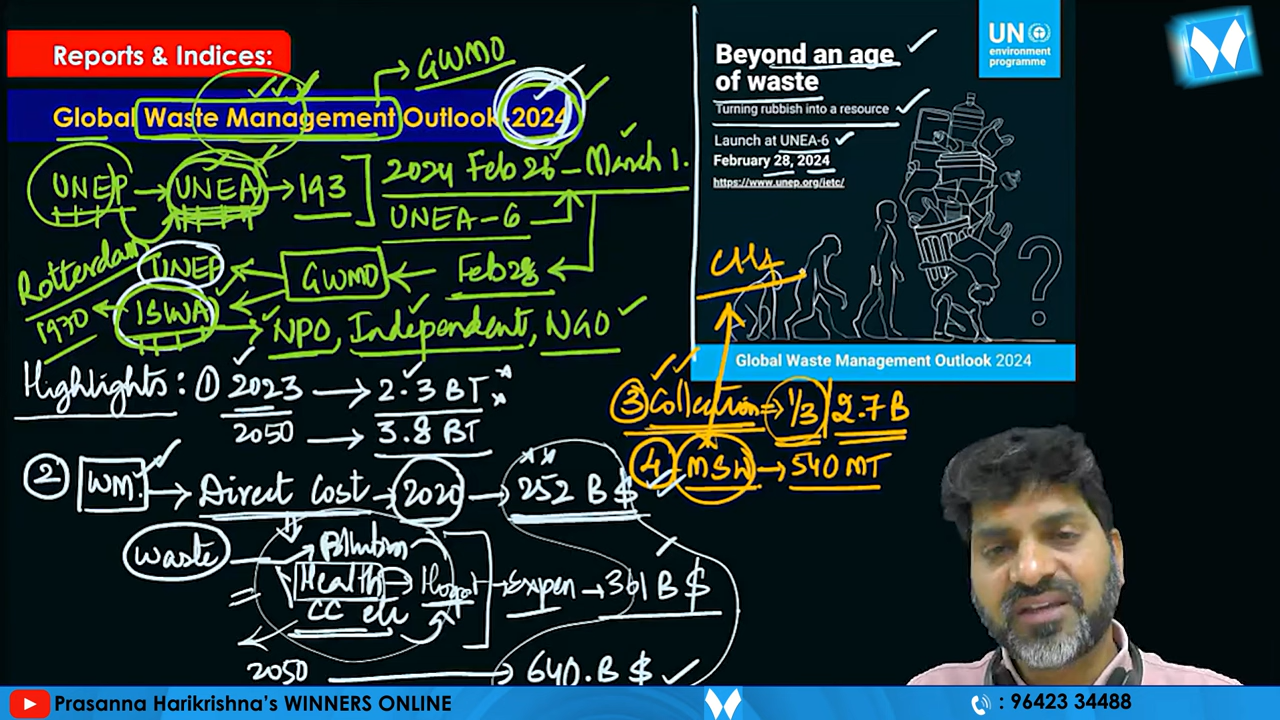 Reports & Indices:
→ GWMO
Global Waste Management Outlook-2024
UNEP → UNEA → 193 ] 2024 Feb 26 - March 1.
UNEA-6
Rotterdam
UNEP ← GWMO ← Feb 28
1970 ← ISWA → NPO, Independent, NGO
Highlights: ① 2023 → 2.3 BT
2050 → 3.8 BT
② WM. → Direct Cost → 2020 → 252 B $
waste → Pollution
Health → Expen → 361 B $
CC etc
2050 → 640. B $
Beyond an age
of waste
Turning rubbish into a resource
Launch at UNEA-6
February 28, 2024
https://www.unep.org/ietc/
UN
environment
programme
CH4
?
Global Waste Management Outlook 2024
③ Collection → 1/3 / 2.7 B
④ MSW → 540 MT
Prasanna Harikrishna's WINNERS ONLINE
: 96423 34488